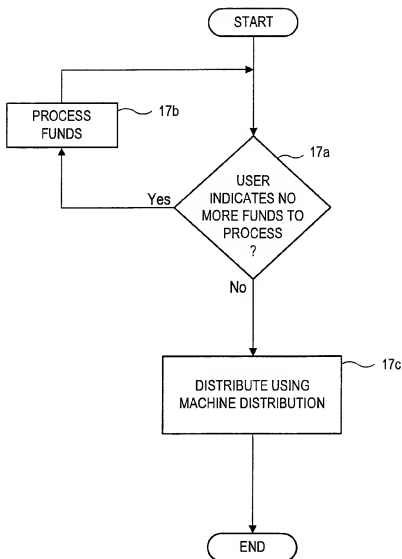 START
PROCESS
FUNDS
17b
17a
USER
INDICATES NO
MORE FUNDS TO
PROCESS
?
Yes
No
DISTRIBUTE USING
MACHINE DISTRIBUTION
17c
END